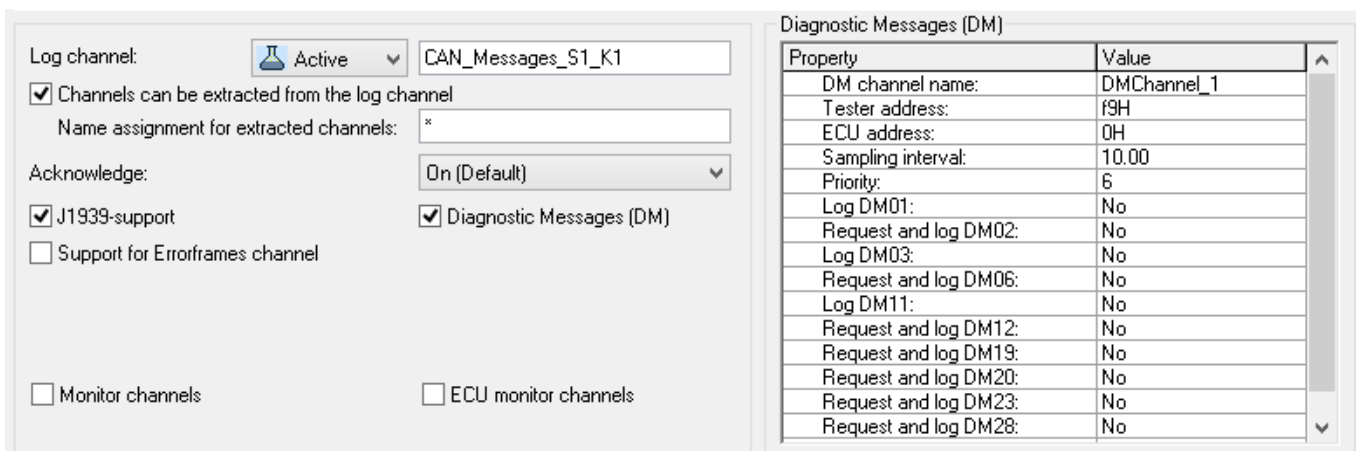 Log channel: Active CAN_Messages_S1_K1
Channels can be extracted from the log channel
Name assignment for extracted channels: *
Acknowledge: On (Default)
J1939-support Diagnostic Messages (DM)
Support for Errorframes channel
Monitor channels ECU monitor channels
Diagnostic Messages (DM)
Property Value
DM channel name: DMChannel_1
Tester address: f9H
ECU address: 0H
Sampling interval: 10.00
Priority: 6
Log DM01: No
Request and log DM02: No
Log DM03: No
Request and log DM06: No
Log DM11: No
Request and log DM12: No
Request and log DM19: No
Request and log DM20: No
Request and log DM23: No
Request and log DM28: No